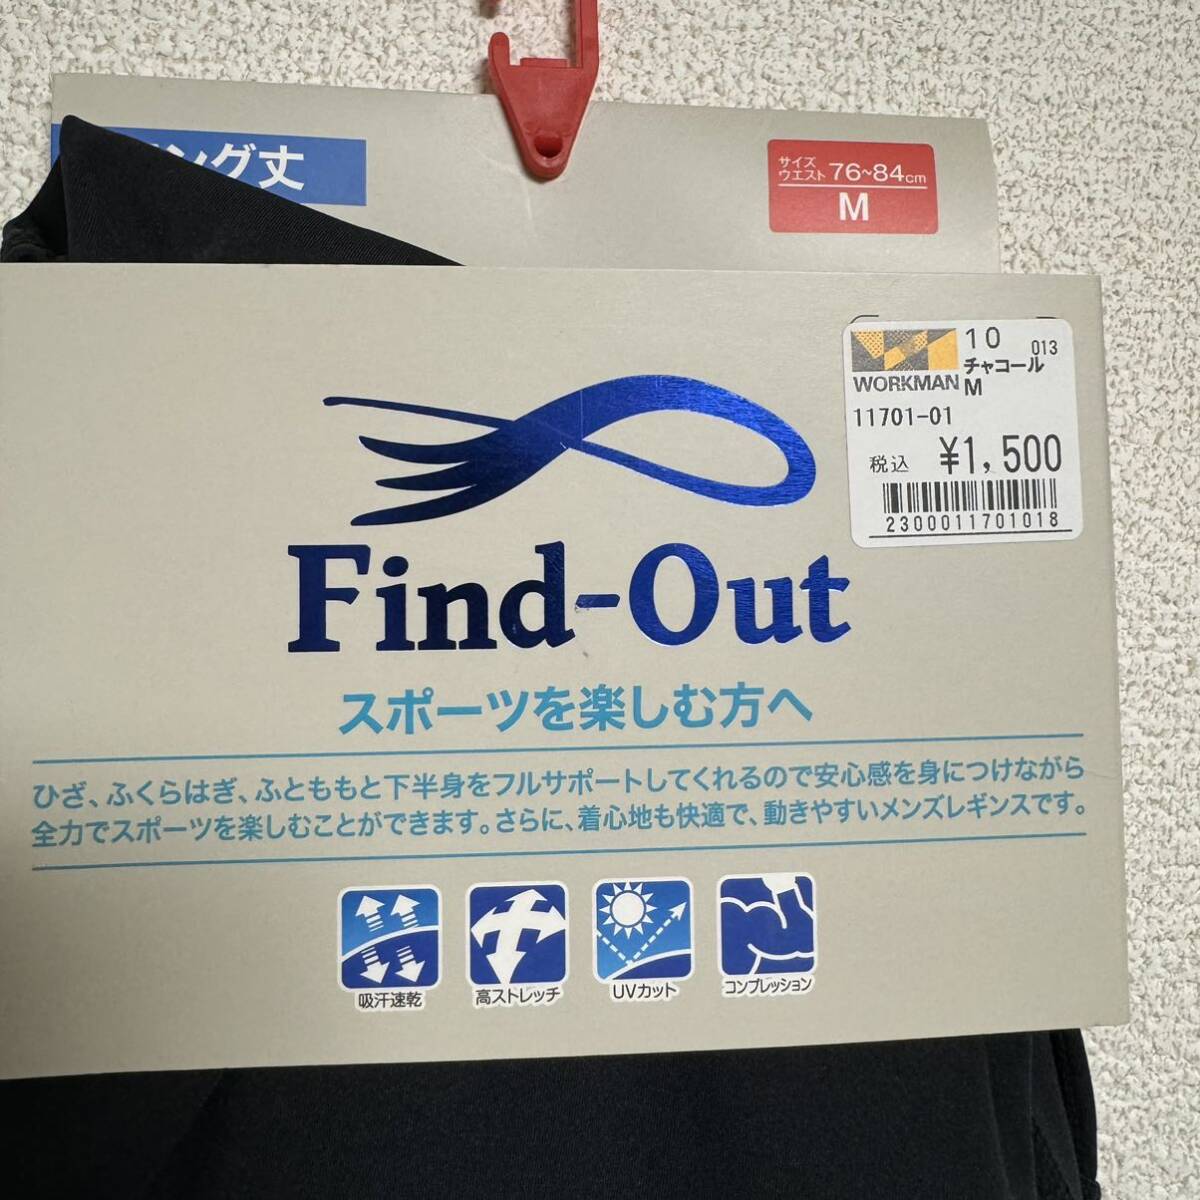 ング丈
サイズ
ウエスト 76~84cm
M
WORKMAN
10
013
チャコール
M
11701-01
税込 ¥1,500
2300011701018
Find-Out
スポーツを楽しむ方へ
ひざ、ふくらはぎ、ふとももと下半身をフルサポートしてくれるので安心感を身につけながら
全力でスポーツを楽しむことができます。さらに、着心地も快適で、動きやすいメンズレギンスです。
吸汗速乾
高ストレッチ
UVカット
コンプレッション